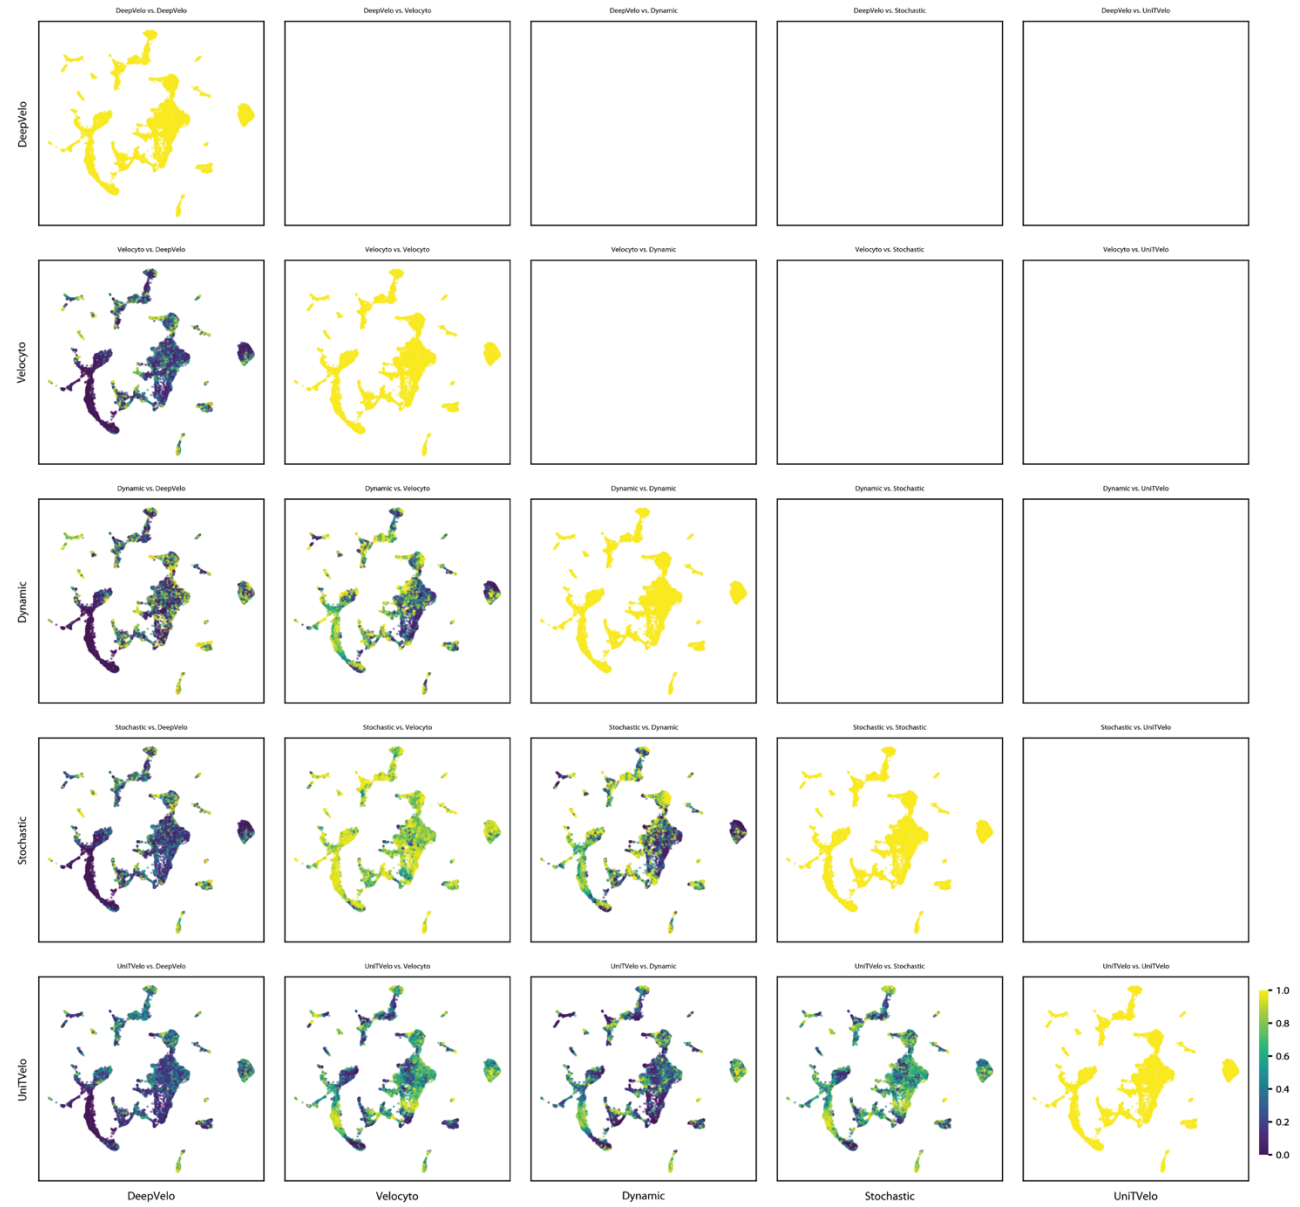 DeepVelo vs. DeepVelo
DeepVelo vs. Velocyto
DeepVelo vs. Dynamic
DeepVelo vs. Stochastic
DeepVelo vs. UniTVelo
DeepVelo
Velocyto vs. DeepVelo
Velocyto vs. Velocyto
Velocyto vs. Dynamic
Velocyto vs. Stochastic
Velocyto vs. UniTVelo
Velocyto
Dynamic vs. DeepVelo
Dynamic vs. Velocyto
Dynamic vs. Dynamic
Dynamic vs. Stochastic
Dynamic vs. UniTVelo
Dynamic
Stochastic vs. DeepVelo
Stochastic vs. Velocyto
Stochastic vs. Dynamic
Stochastic vs. Stochastic
Stochastic vs. UniTVelo
Stochastic
UniTVelo vs. DeepVelo
UniTVelo vs. Velocyto
UniTVelo vs. Dynamic
UniTVelo vs. Stochastic
UniTVelo vs. UniTVelo
UniTVelo
1.0
0.8
0.6
0.4
0.2
0.0
DeepVelo
Velocyto
Dynamic
Stochastic
UniTVelo